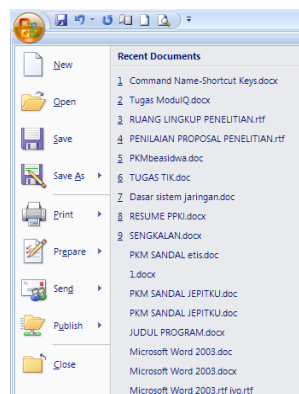 New
Open
Save
Save As
Print
Prepare
Send
Publish
Close
Recent Documents
1 Command Name-Shortcut Keys.docx
2 Tugas ModulQ.docx
3 RUANG LINGKUP PENELITIAN.rtf
4 PENILAIAN PROPOSAL PENELITIAN.rtf
5 PKMbeasidwa.doc
6 TUGAS TIK.doc
7 Dasar sistem jaringan.doc
8 RESUME PPKI.docx
9 SENGKALAN.docx
PKM SANDAL etis.doc
1.docx
PKM SANDAL JEPITKU.doc
PKM SANDAL JEPITKU.doc
JUDUL PROGRAM.docx
Microsoft Word 2003.doc
Microsoft Word 2003.docx
Microsoft Word 2003.rtf ivo.rtf